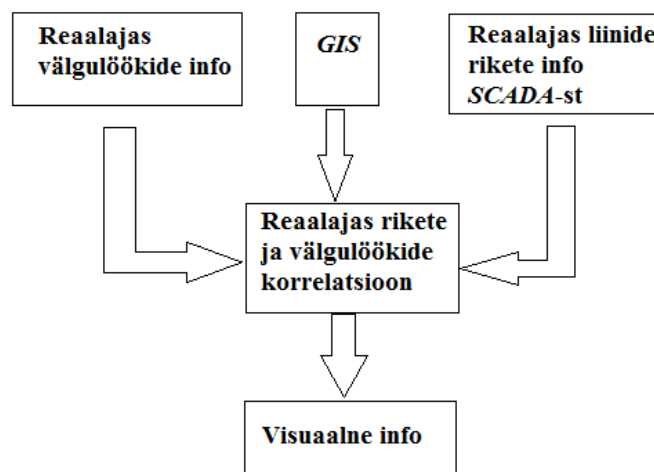 Reaalajas
välgulöökide info
GIS
Reaalajas liinide
rikete info
SCADA-st
Reaalajas rikete
ja välgulöökide
korrelatsioon
Visuaalne info